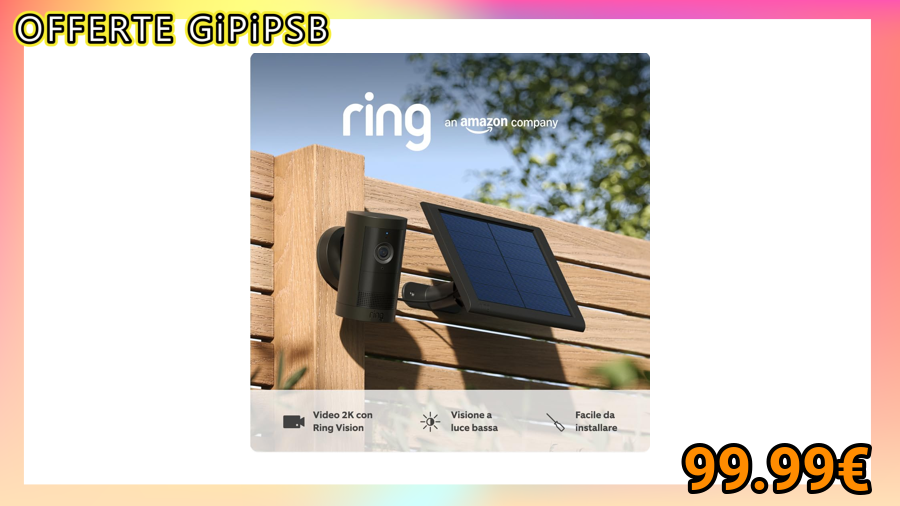 OFFERTE GiPiPSB
ring an amazon company
Video 2K con
Ring Vision
Visione a
luce bassa
Facile da
installare
99.99€